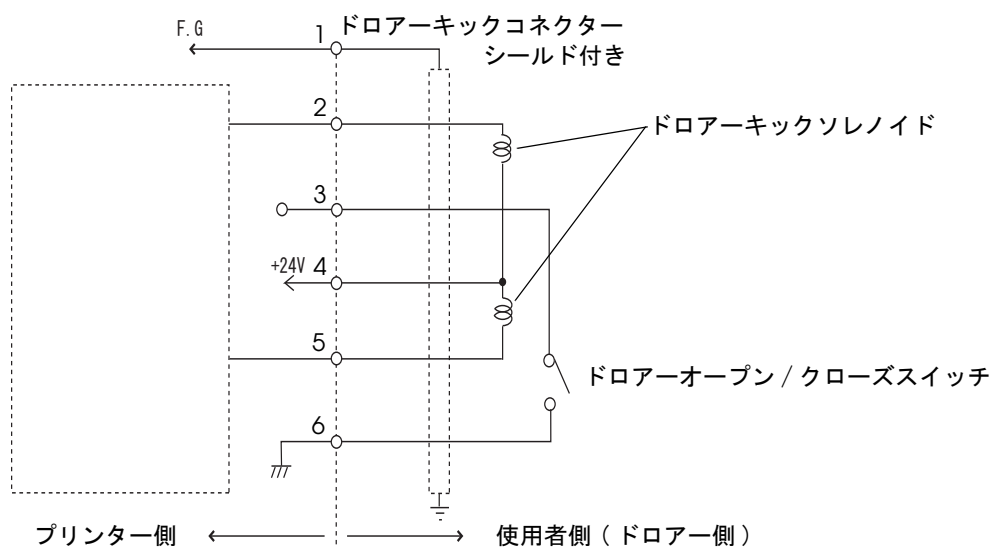 F.G
1
ドロアーキックコネクター
シールド付き
2
ドロアーキックソレノイド
3
+24V
4
5
ドロアーオープン / クローズスイッチ
6
プリンター側
使用者側 ( ドロアー側 )